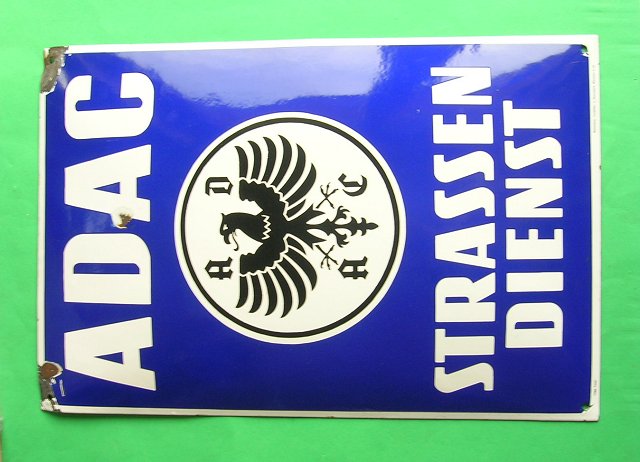 ADAC
A D
A C
STRASSEN
DIENST